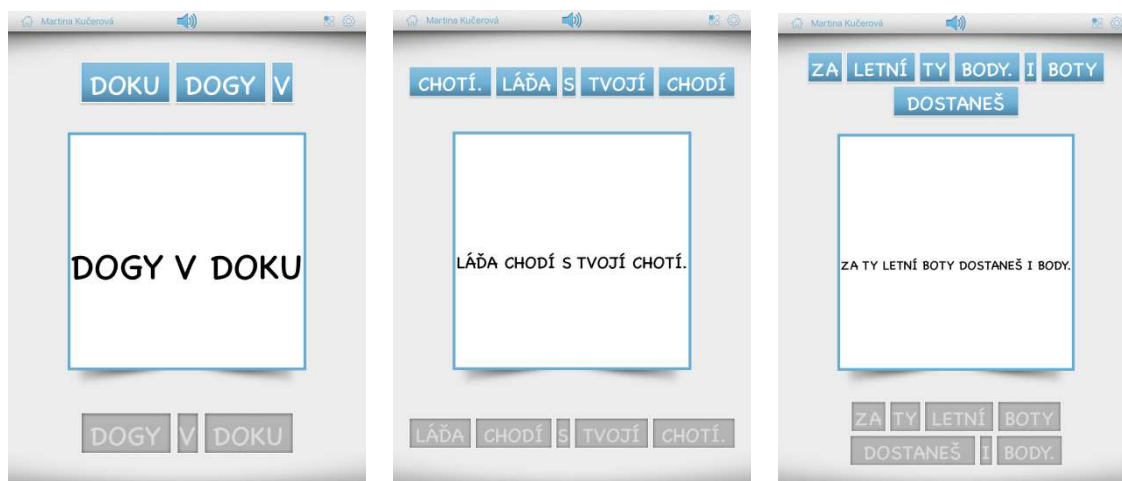 Martina Kučerová
DOKU DOGY V
DOGY V DOKU
DOGY V DOKU
Martina Kučerová
CHOTÍ. LÁĎA S TVOJÍ CHODÍ
LÁĎA CHODÍ S TVOJÍ CHOTÍ.
LÁĎA CHODÍ S TVOJÍ CHOTÍ.
Martina Kučerová
ZA LETNÍ TY BODY. I BOTY
DOSTANEŠ
ZA TY LETNÍ BOTY DOSTANEŠ I BODY.
ZA TY LETNÍ BOTY
DOSTANEŠ I BODY.